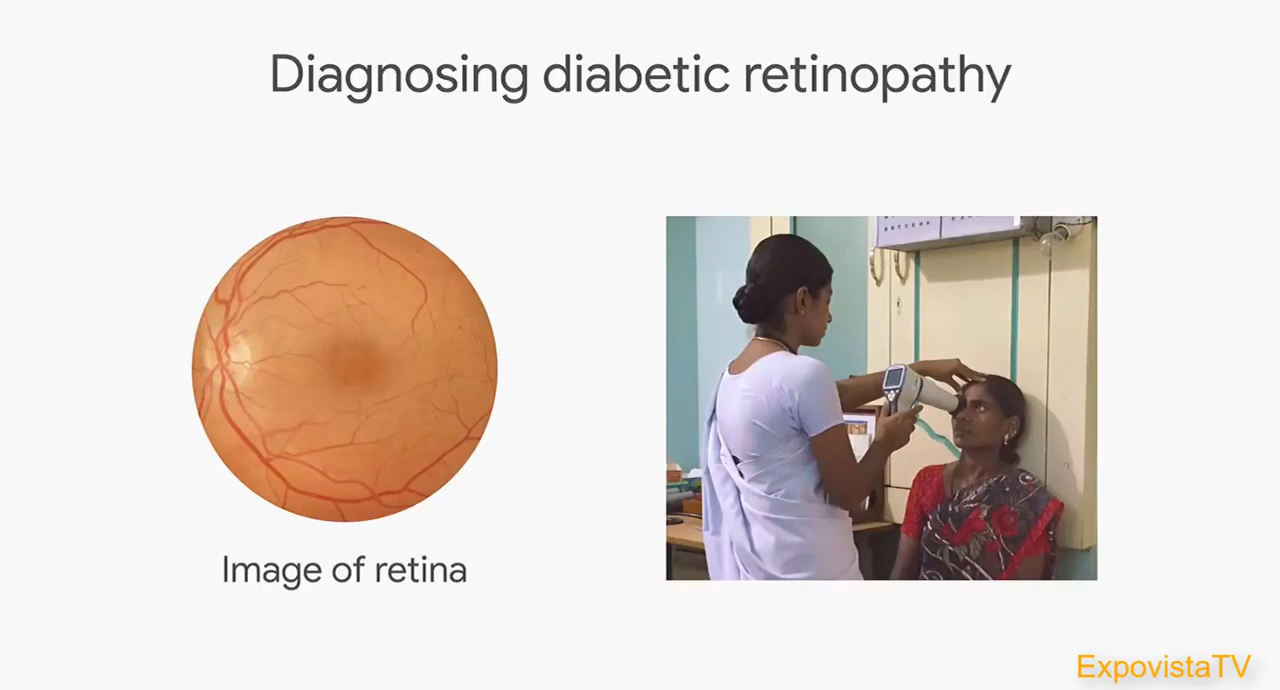 Diagnosing diabetic retinopathy
Image of retina
ExpovistaTV